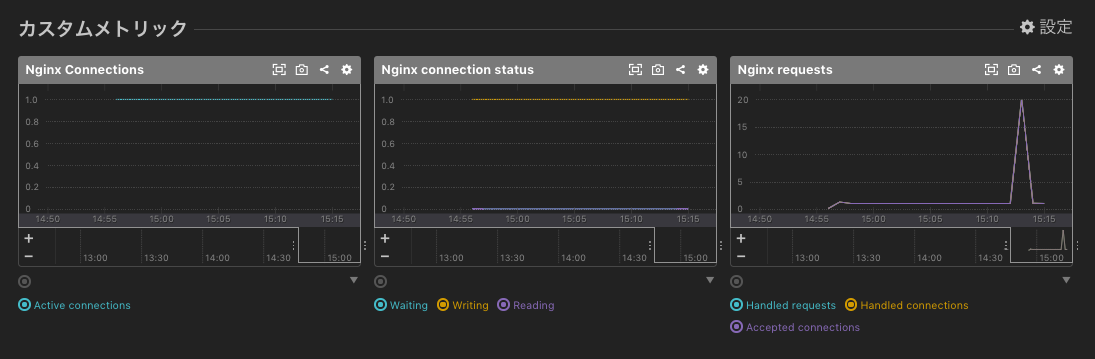 カスタムメトリック 設定
Nginx Connections
1.0
0.8
0.6
0.4
0.2
0
14:50 14:55 15:00 15:05 15:10 15:15
+
−
13:00 13:30 14:00 14:30 15:00
Active connections
Nginx connection status
1.0
0.8
0.6
0.4
0.2
0
14:50 14:55 15:00 15:05 15:10 15:15
+
−
13:00 13:30 14:00 14:30 15:00
Waiting Writing Reading
Nginx requests
20
15
10
5
0
14:50 14:55 15:00 15:05 15:10 15:15
+
−
13:00 13:30 14:00 14:30 15:00
Handled requests Handled connections
Accepted connections